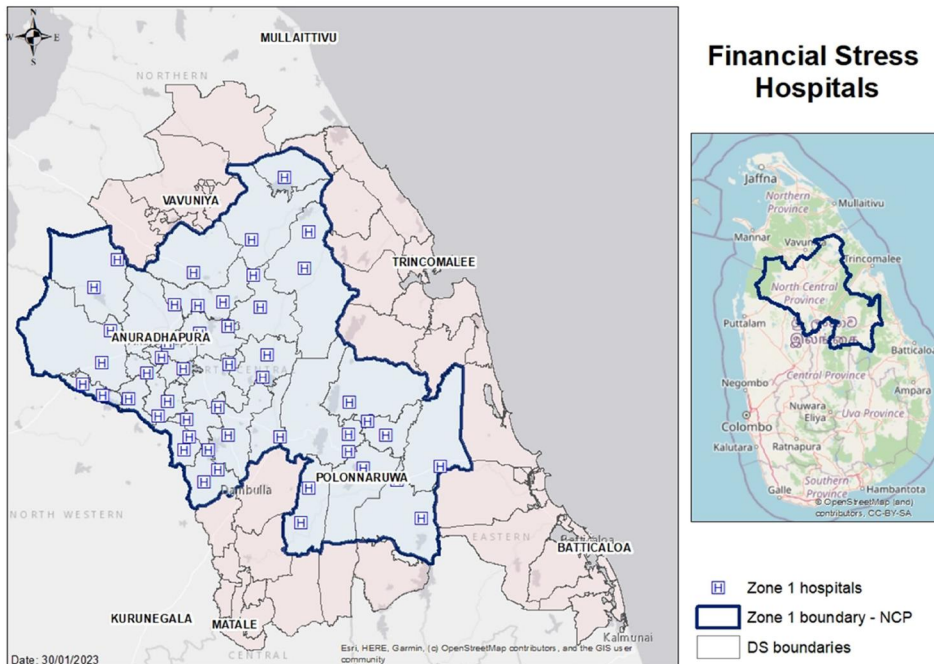 Financial Stress
Hospitals
N
W
E
S
MULLAITTIVU
NORTHERN
VAVUNIYA
TRINCOMALEE
ANURADHAPURA
POLONNARUWA
Dambulla
NORTH WESTERN
EASTERN
BATTICALOA
KURUNEGALA
MATALE
CENTRAL
Kalmunai
Date: 30/01/2023
Esri, HERE, Garmin, (c) OpenStreetMap contributors, and the GIS user
community
Jaffna
Northern
Province
Mullaitivu
Mannar
Trincomalee
North Central
Province
Puttalam
Batticaloa
Central Province
Negombo
Ampara
Nuwara
Eliya
Uva Province
Colombo
Kalutara
Ratnapura
Southern
Province
Galle
Hambantota
© OpenStreetMap (and)
contributors, CC-BY-SA
H Zone 1 hospitals
Zone 1 boundary - NCP
DS boundaries